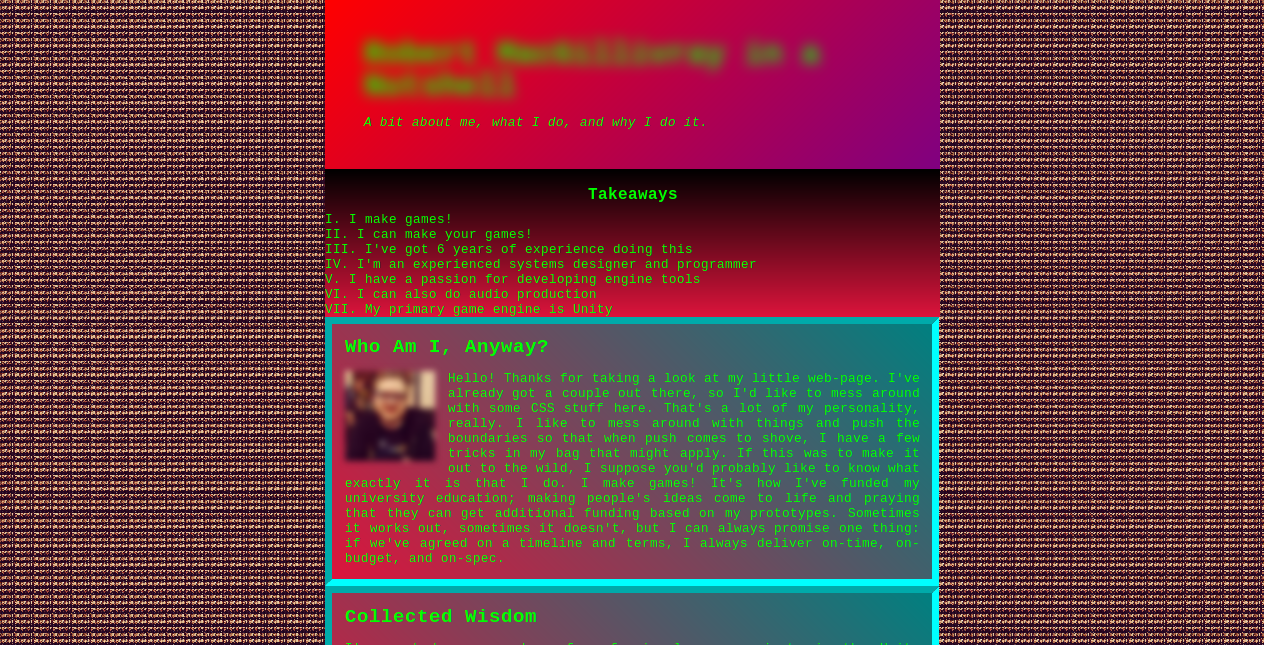 Robert MacGillivray in a
Nutshell
A bit about me, what I do, and why I do it.
Takeaways
I. I make games!
II. I can make your games!
III. I've got 6 years of experience doing this
IV. I'm an experienced systems designer and programmer
V. I have a passion for developing engine tools
VI. I can also do audio production
VII. My primary game engine is Unity
Who Am I, Anyway?
Hello! Thanks for taking a look at my little web-page. I've
already got a couple out there, so I'd like to mess around
with some CSS stuff here. That's a lot of my personality,
really. I like to mess around with things and push the
boundaries so that when push comes to shove, I have a few
tricks in my bag that might apply. If this was to make it
out to the wild, I suppose you'd probably like to know what
exactly it is that I do. I make games! It's how I've funded my
university education; making people's ideas come to life and praying
that they can get additional funding based on my prototypes. Sometimes
it works out, sometimes it doesn't, but I can always promise one thing:
if we've agreed on a timeline and terms, I always deliver on-time, on-
budget, and on-spec.
Collected Wisdom